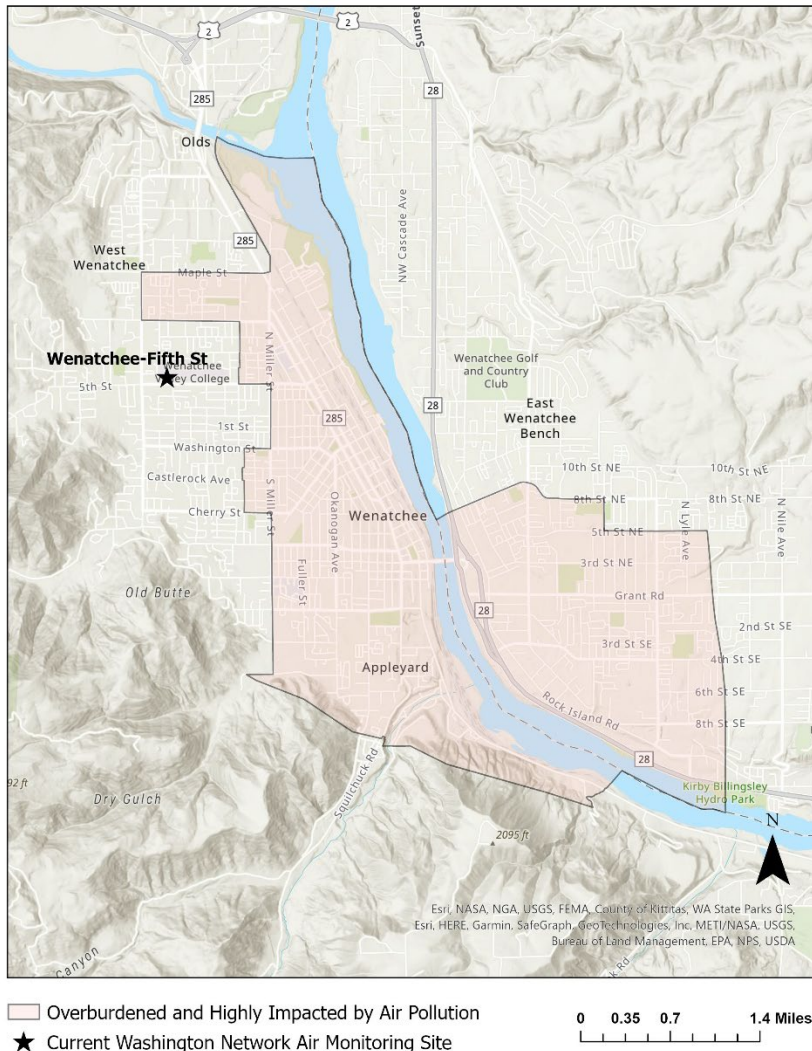 2
2
Sunset
28
285
Olds
NW Cascade Ave
285
West
Wenatchee
Maple St
N Miller St
Wenatchee-Fifth St
Wenatchee
Valley College
5th St
Wenatchee Golf
and Country
Club
28
East
Wenatchee
Bench
285
1st St
Washington St
Castlerock Ave
Cherry St
S Miller St
Okanogan Ave
Wenatchee
10th St NE
10th St NE
8th St NE
8th St NE
5th St NE
N Lyle Ave
N Nile Ave
3rd St NE
Fuller St
Grant Rd
Old Butte
28
2nd St SE
3rd St SE
4th St SE
Appleyard
6th St SE
Rock Island Rd
8th St SE
28
Squilchuck Rd
Kirby Billingsley
Hydro Park
92 ft
Dry Gulch
N
2095 ft
Esri, NASA, NGA, USGS, FEMA, County of Kittitas, WA State Parks GIS,
Esri, HERE, Garmin, SafeGraph, GeoTechnologies, Inc, METI/NASA, USGS,
Bureau of Land Management, EPA, NPS, USDA
Canyon
k Rd
Overburdened and Highly Impacted by Air Pollution
Current Washington Network Air Monitoring Site
0 0.35 0.7 1.4 Miles